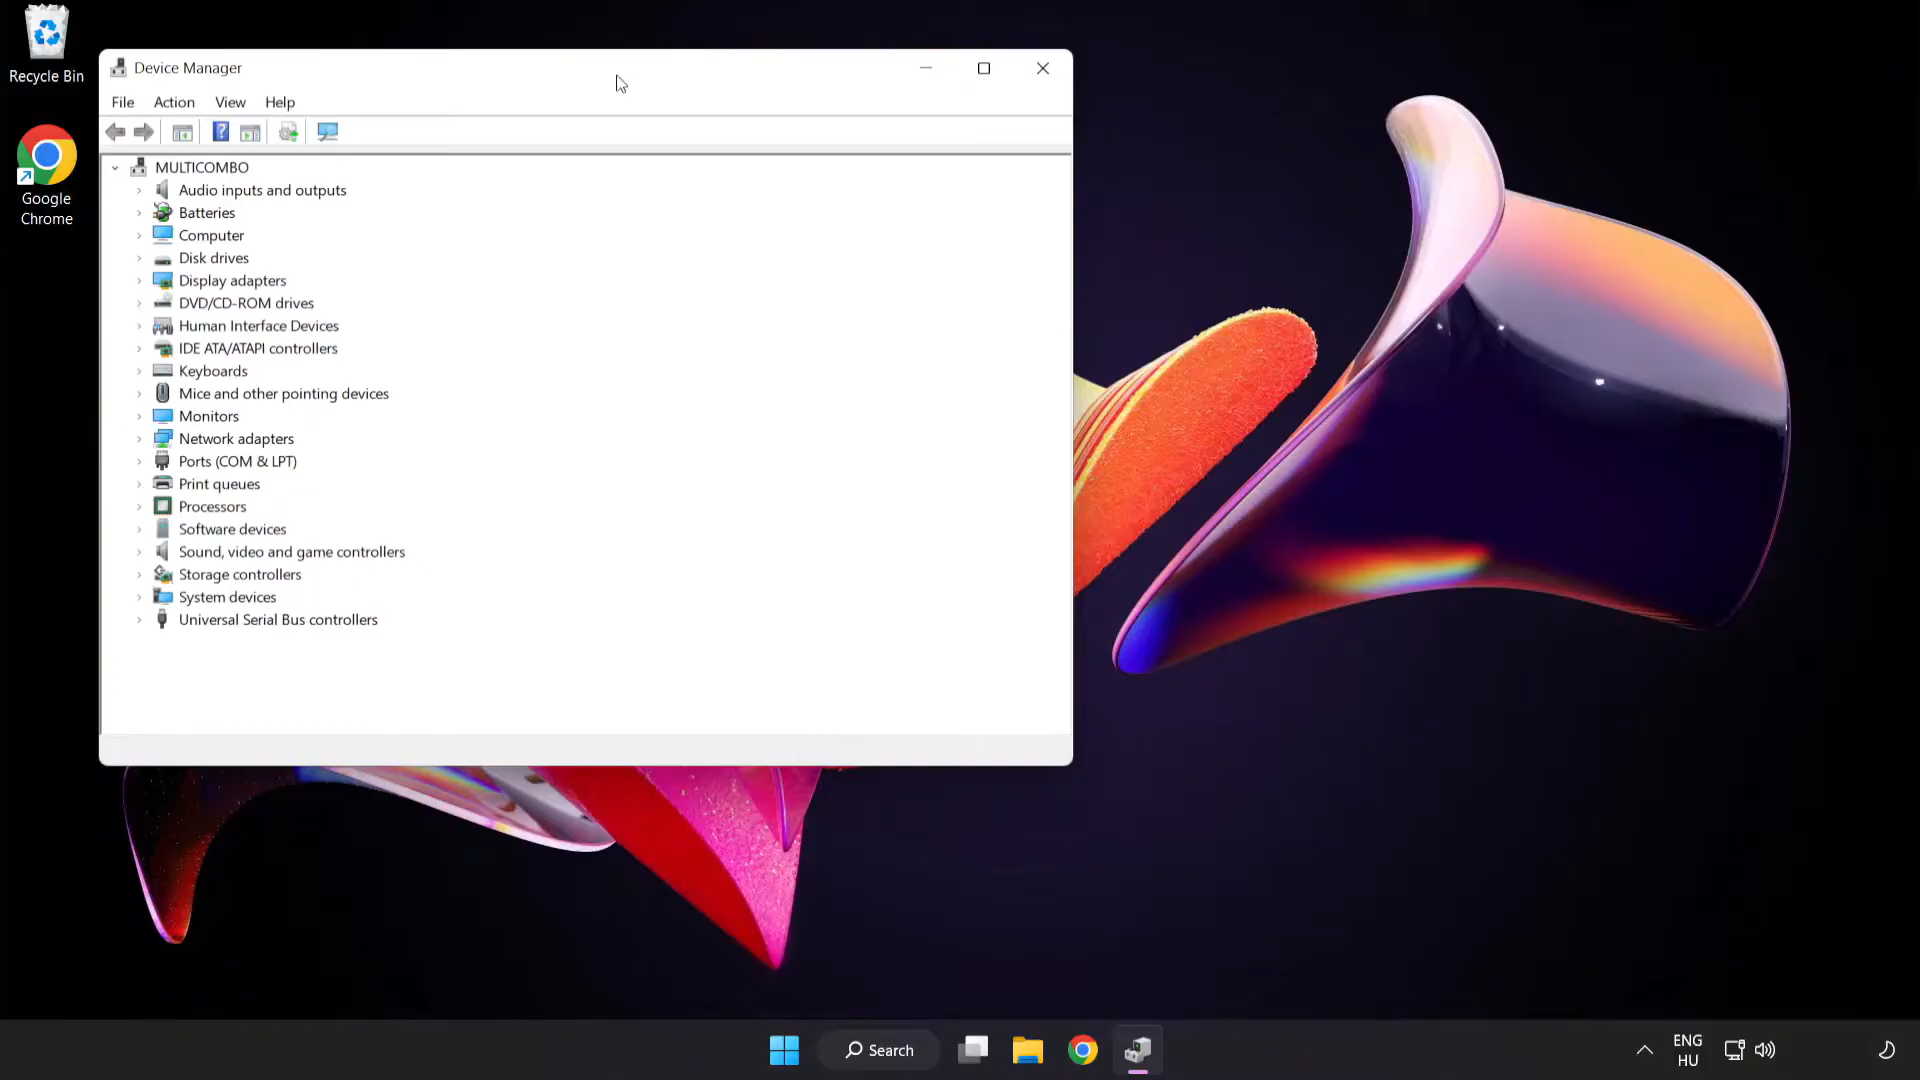 Recycle Bin
Google
Chrome
Device Manager
File Action View Help
MULTICOMBO
Audio inputs and outputs
Batteries
Computer
Disk drives
Display adapters
DVD/CD-ROM drives
Human Interface Devices
IDE ATA/ATAPI controllers
Keyboards
Mice and other pointing devices
Monitors
Network adapters
Ports (COM & LPT)
Print queues
Processors
Software devices
Sound, video and game controllers
Storage controllers
System devices
Universal Serial Bus controllers
Search
ENG
HU